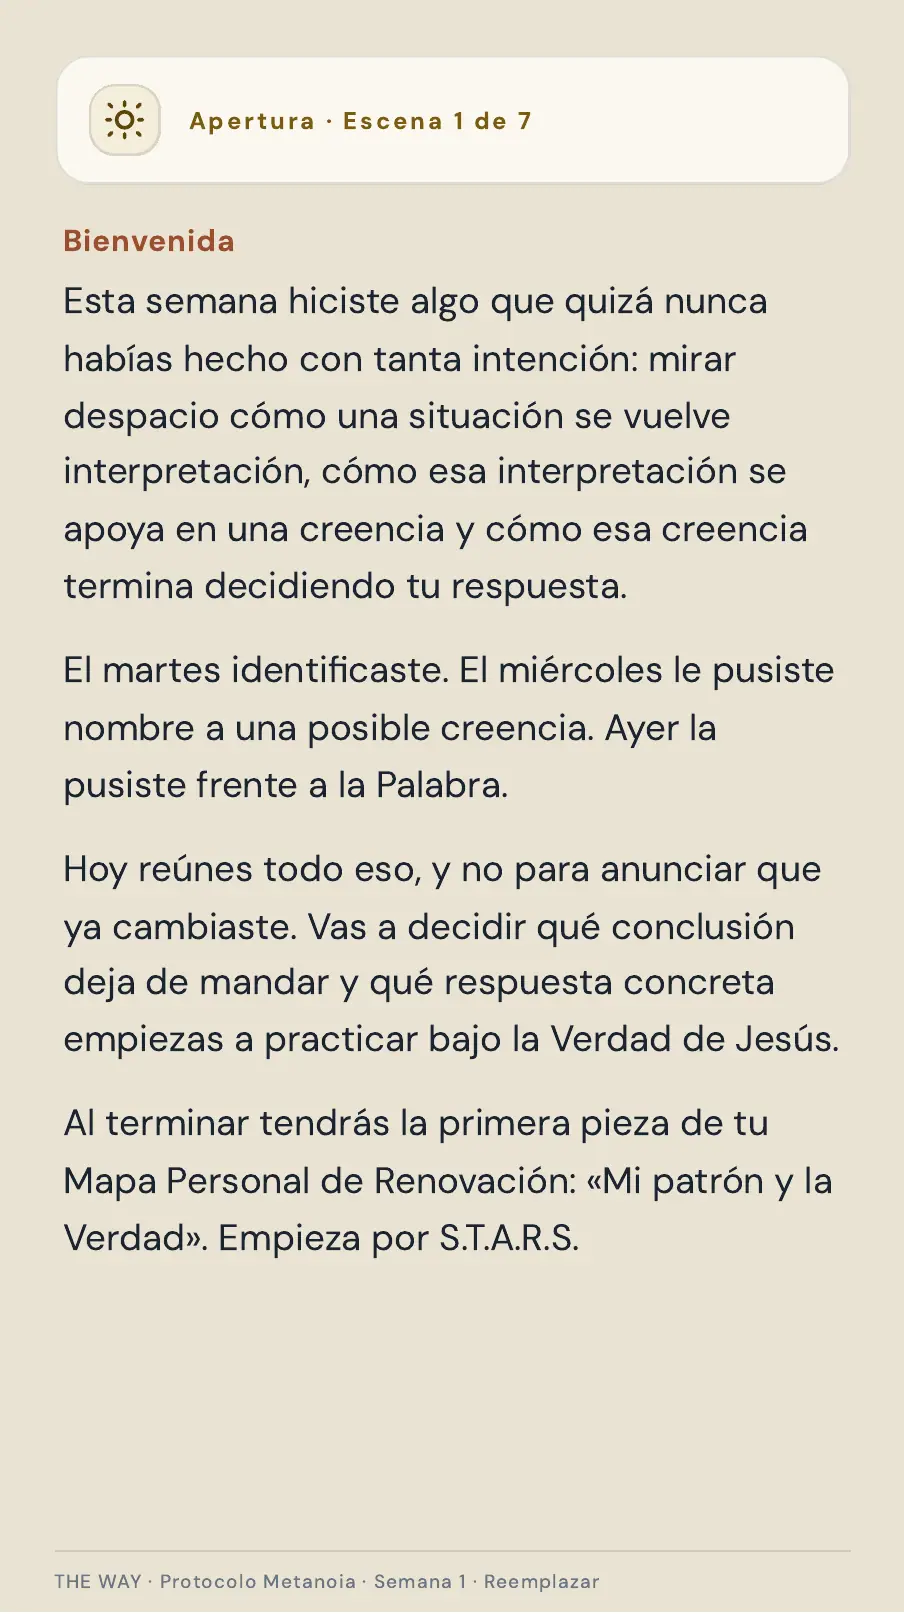 Apertura · Escena 1 de 7
Bienvenida
Esta semana hiciste algo que quizá nunca
habías hecho con tanta intención: mirar
despacio cómo una situación se vuelve
interpretación, cómo esa interpretación se
apoya en una creencia y cómo esa creencia
termina decidiendo tu respuesta.
El martes identificaste. El miércoles le pusiste
nombre a una posible creencia. Ayer la
pusiste frente a la Palabra.
Hoy reúnes todo eso, y no para anunciar que
ya cambiaste. Vas a decidir qué conclusión
deja de mandar y qué respuesta concreta
empiezas a practicar bajo la Verdad de Jesús.
Al terminar tendrás la primera pieza de tu
Mapa Personal de Renovación: «Mi patrón y la
Verdad». Empieza por S.T.A.R.S.
THE WAY · Protocolo Metanoia · Semana 1 · Reemplazar